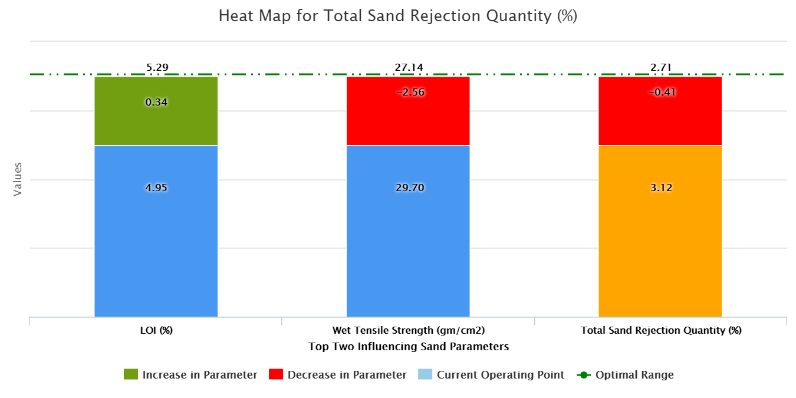 Heat Map for Total Sand Rejection Quantity (%)
5.29 27.14 2.71
0.34 -2.56 -0.41
4.95 29.70 3.12
Values
LOI (%) Wet Tensile Strength (gm/cm2) Total Sand Rejection Quantity (%)
Top Two Influencing Sand Parameters
Increase in Parameter Decrease in Parameter Current Operating Point Optimal Range